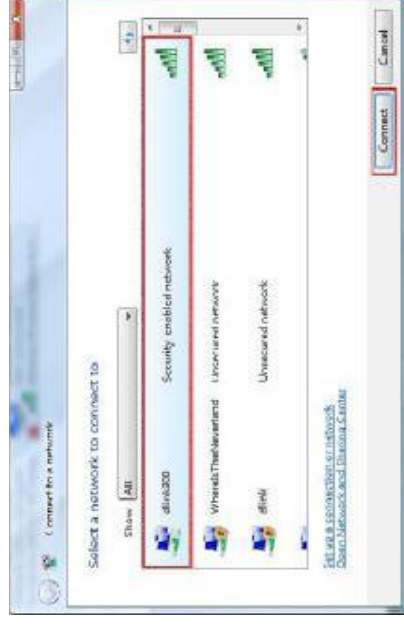 Connect to a network
Select a network to connect to
Show All
dlink200 Security-enabled network
WhereIsTheNeverland Unsecured network
dlink Unsecured network
Set up a connection or network
Open Network and Sharing Center
Connect Cancel